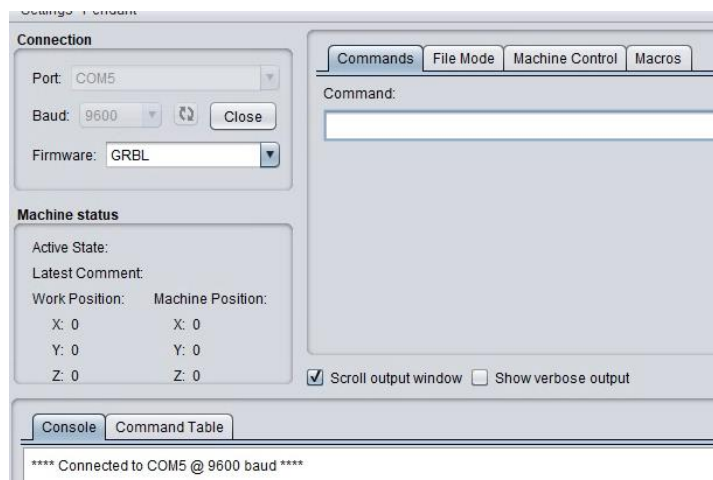 Settings Pendant
Connection
Port: COM5
Baud: 9600 Close
Firmware: GRBL
Machine status
Active State:
Latest Comment:
Work Position: Machine Position:
X: 0 X: 0
Y: 0 Y: 0
Z: 0 Z: 0
Commands File Mode Machine Control Macros
Command:
Scroll output window Show verbose output
Console Command Table
**** Connected to COM5 @ 9600 baud ****